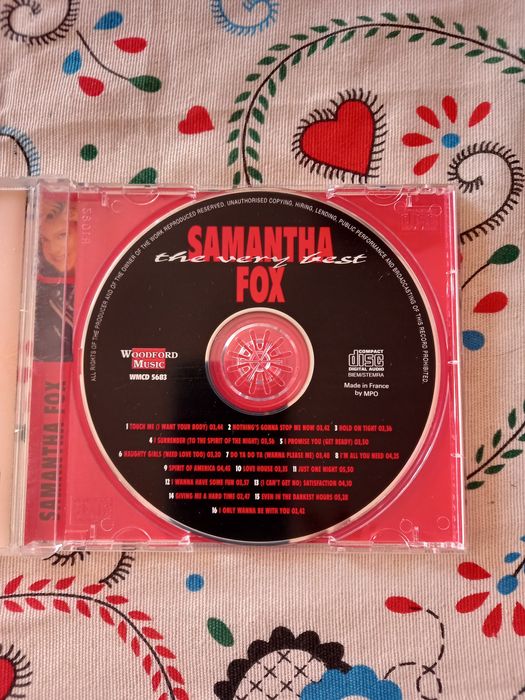 ALL RIGHTS OF THE PRODUCER AND OF THE OWNER OF THE WORK REPRODUCED RESERVED. UNAUTHORISED COPYING, HIRING, LENDING, PUBLIC PERFORMANCE AND BROADCASTING OF THIS RECORD PROHIBITED.
SAMANTHA
the very best
FOX
WOODFORD
MUSIC
WMCD 5683
COMPACT
disc
DIGITAL AUDIO
BIEM/STEMRA
Made in France
by MPO
1 TOUCH ME (I WANT YOUR BODY) 03,44 2 NOTHING'S GONNA STOP ME NOW 03,42 3 HOLD ON TIGHT 03,36
4 I SURRENDER (TO THE SPIRIT OF THE NIGHT) 03,56 5 I PROMISE YOU (GET READY) 03,50
6 NAUGHTY GIRLS (NEED LOVE TOO) 03,20 7 DO YA DO YA (WANNA PLEASE ME) 03,48 8 I'M ALL YOU NEED 04,25
9 SPIRIT OF AMERICA 04,46 10 LOVE HOUSE 03,35 11 JUST ONE NIGHT 05,50
12 I WANNA HAVE SOME FUN 03,57 13 (I CAN'T GET NO) SATISFACTION 04,10
14 GIVING ME A HARD TIME 03,47 15 EVEN IN THE DARKEST HOURS 05,28
16 I ONLY WANNA BE WITH YOU 02,43
SAMANTHA FOX